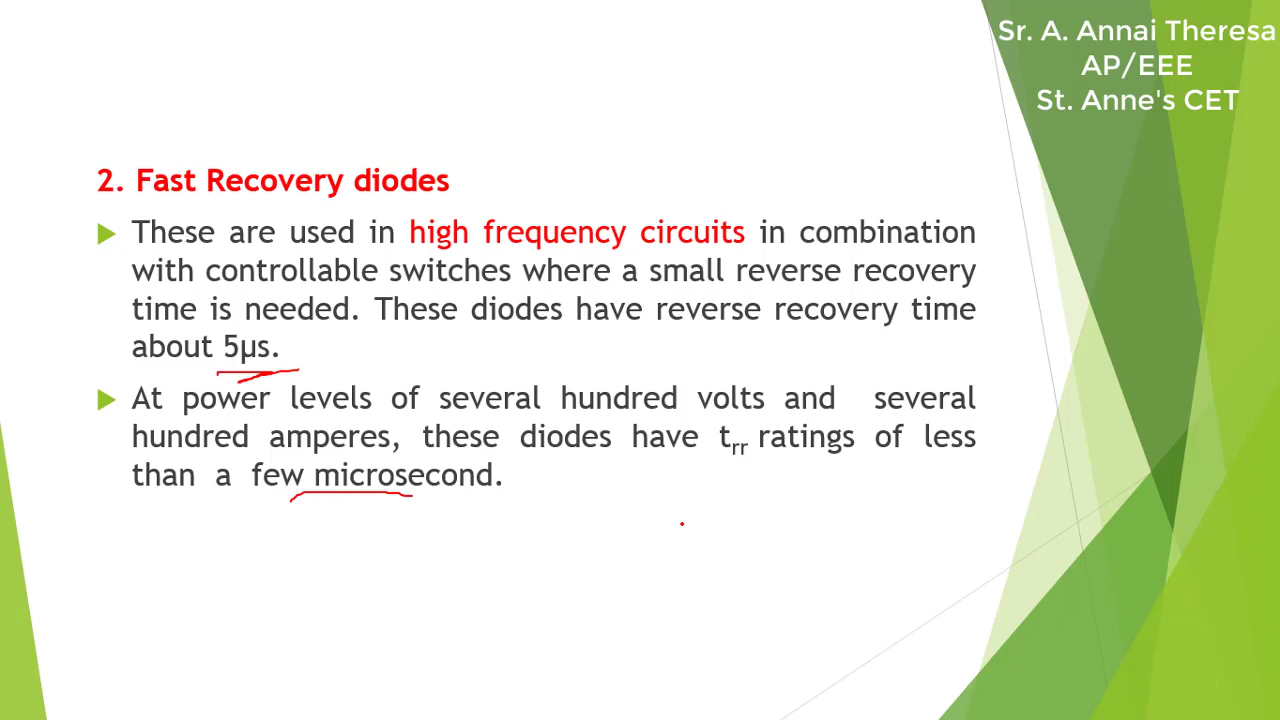 Sr. A. Annai Theresa
AP/EEE
St. Anne's CET
2. Fast Recovery diodes
These are used in high frequency circuits in combination
with controllable switches where a small reverse recovery
time is needed. These diodes have reverse recovery time
about 5μs.
At power levels of several hundred volts and several
hundred amperes, these diodes have trr ratings of less
than a few microsecond.